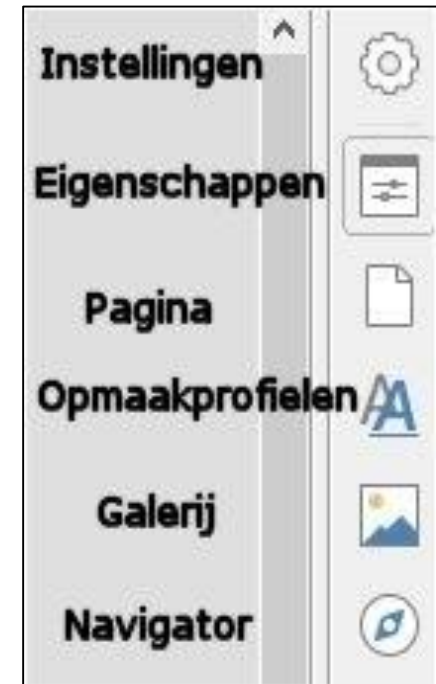 Instellingen
Eigenschappen
Pagina
Opmaakprofielen
Galerij
Navigator